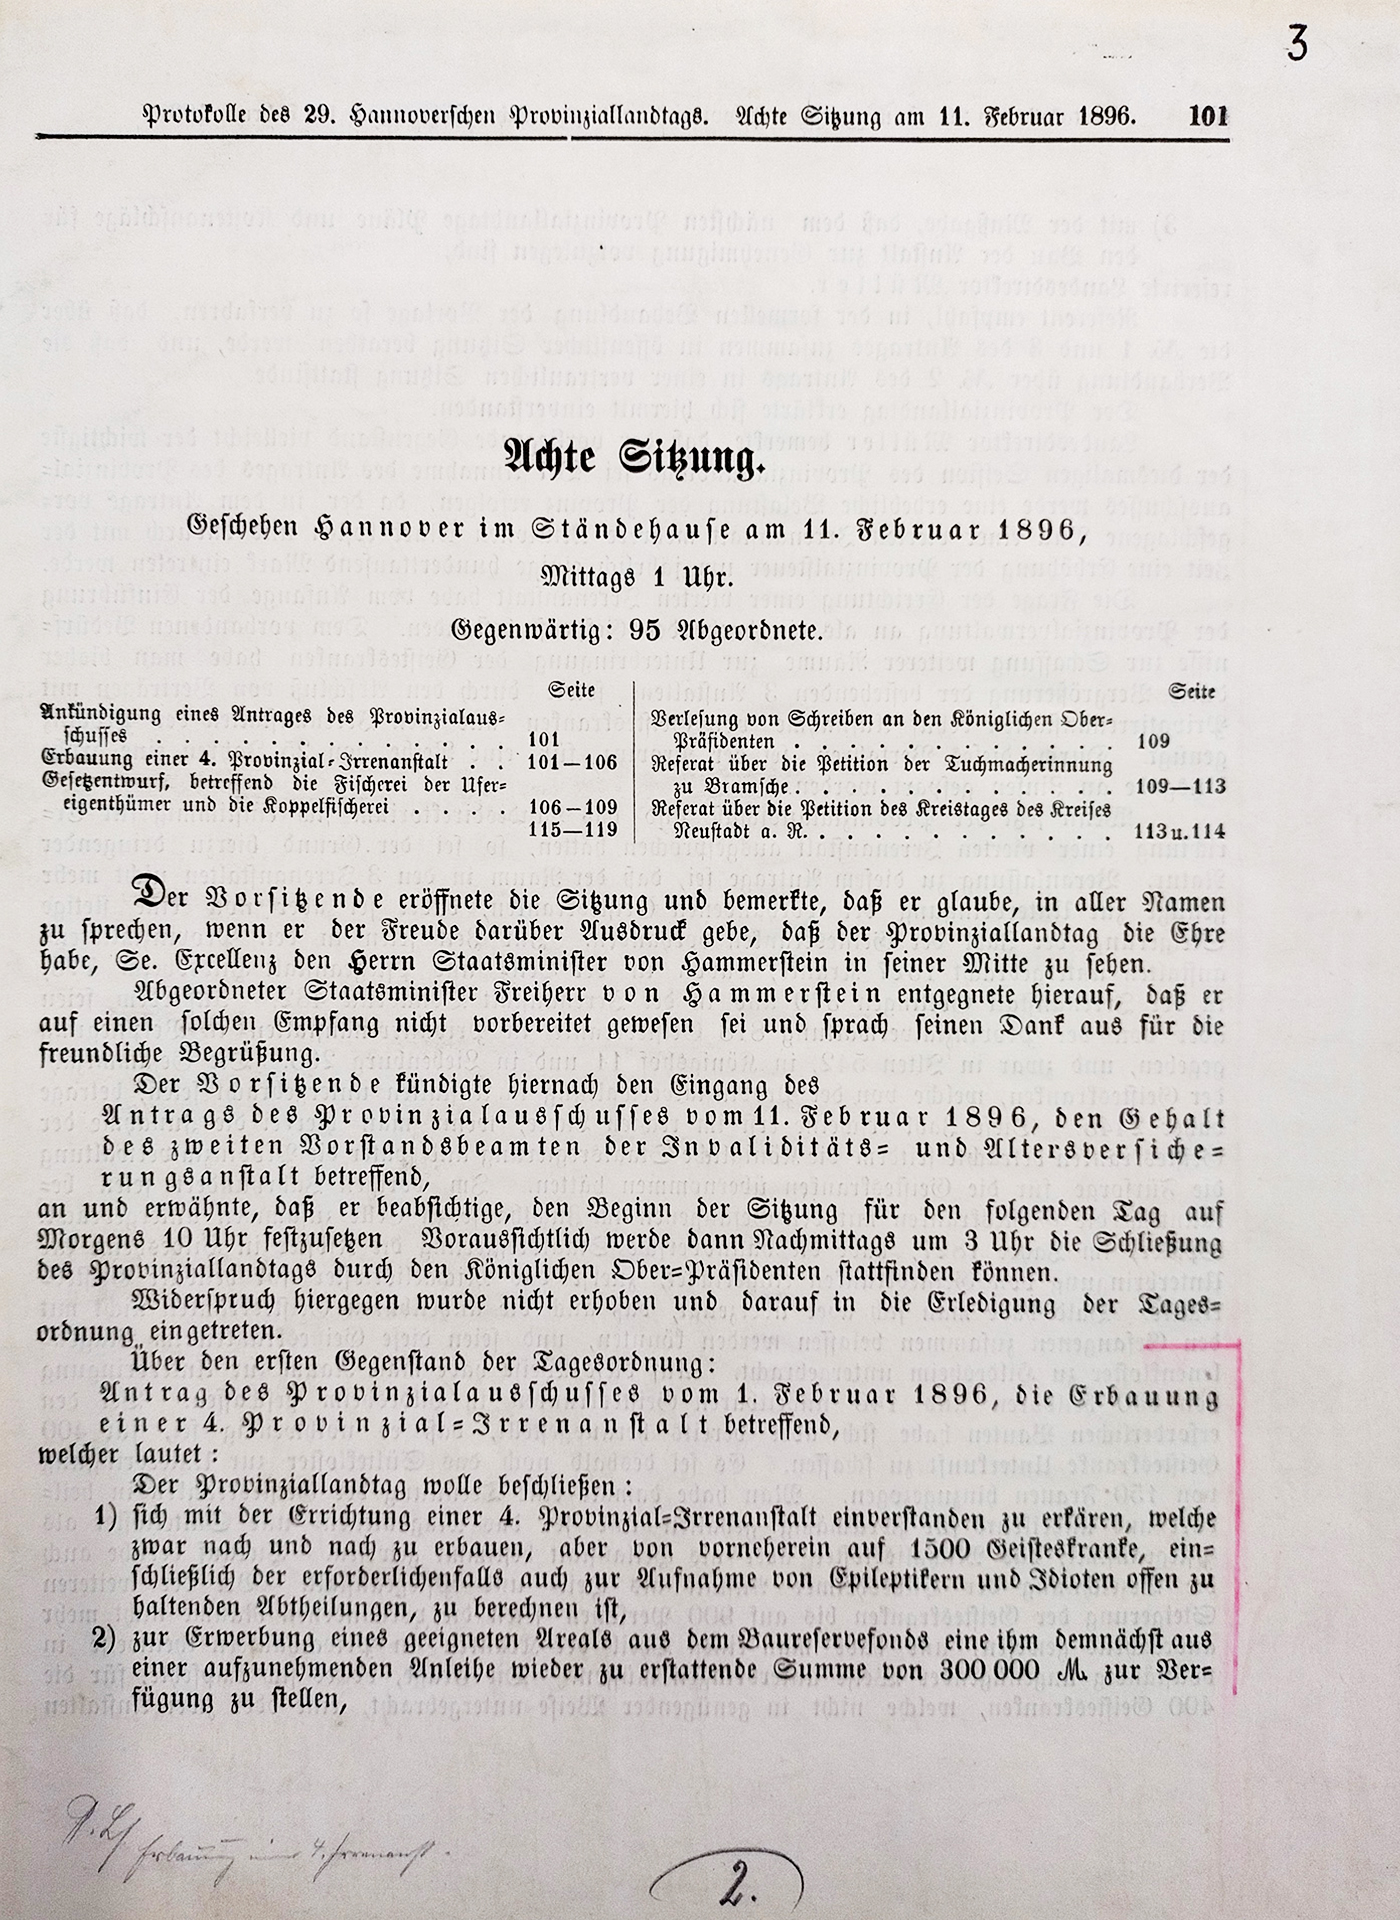 3
Protokolle des 29. Hannoverschen Provinziallandtags. Achte Sitzung am 11. Februar 1896. 101
Achte Sitzung.
Geschehen Hannover im Ständehause am 11. Februar 1896,
Mittags 1 Uhr.
Gegenwärtig: 95 Abgeordnete.
Seite
Ankündigung eines Antrages des Provinzialaus-
schusses . . . . . . . . . . . . . 101
Erbauung einer 4. Provinzial-Irrenanstalt . . 101—106
Gesetzentwurf, betreffend die Fischerei der Ufer-
eigenthümer und die Koppelfischerei . . . . 106—109
115—119
Seite
Verlesung von Schreiben an den Königlichen Ober-
Präsidenten . . . . . . . . . . . . 109
Referat über die Petition der Tuchmacherinnung
zu Bramsche . . . . . . . . . . . . 109—113
Referat über die Petition des Kreistages des Kreises
Neustadt a. R. . . . . . . . . . . . 113 u. 114
Der Vorsitzende eröffnete die Sitzung und bemerkte, daß er glaube, in aller Namen
zu sprechen, wenn er der Freude darüber Ausdruck gebe, daß der Provinziallandtag die Ehre
habe, Se. Excellenz den Herrn Staatsminister von Hammerstein in seiner Mitte zu sehen.
Abgeordneter Staatsminister Freiherr von Hammerstein entgegnete hierauf, daß er
auf einen solchen Empfang nicht vorbereitet gewesen sei und sprach seinen Dank aus für die
freundliche Begrüßung.
Der Vorsitzende kündigte hiernach den Eingang des
Antrags des Provinzialausschusses vom 11. Februar 1896, den Gehalt
des zweiten Vorstandsbeamten der Invaliditäts- und Altersversiche-
rungsanstalt betreffend,
an und erwähnte, daß er beabsichtige, den Beginn der Sitzung für den folgenden Tag auf
Morgens 10 Uhr festzusetzen Voraussichtlich werde dann Nachmittags um 3 Uhr die Schließung
des Provinziallandtags durch den Königlichen Ober-Präsidenten stattfinden können.
Widerspruch hiergegen wurde nicht erhoben und darauf in die Erledigung der Tages-
ordnung eingetreten.
Über den ersten Gegenstand der Tagesordnung:
Antrag des Provinzialausschusses vom 1. Februar 1896, die Erbauung
einer 4. Provinzial-Irrenanstalt betreffend,
welcher lautet:
Der Provinziallandtag wolle beschließen:
1) sich mit der Errichtung einer 4. Provinzial-Irrenanstalt einverstanden zu erkären, welche
zwar nach und nach zu erbauen, aber von vorneherein auf 1500 Geisteskranke, ein-
schließlich der erforderlichenfalls auch zur Aufnahme von Epileptikern und Idioten offen zu
haltenden Abtheilungen, zu berechnen ist,
2) zur Erwerbung eines geeigneten Areals aus dem Baureservefonds eine ihm demnächst aus
einer aufzunehmenden Anleihe wieder zu erstattende Summe von 300 000 M. zur Ver-
fügung zu stellen,
Erbauung 4. Irrenanst.
2.